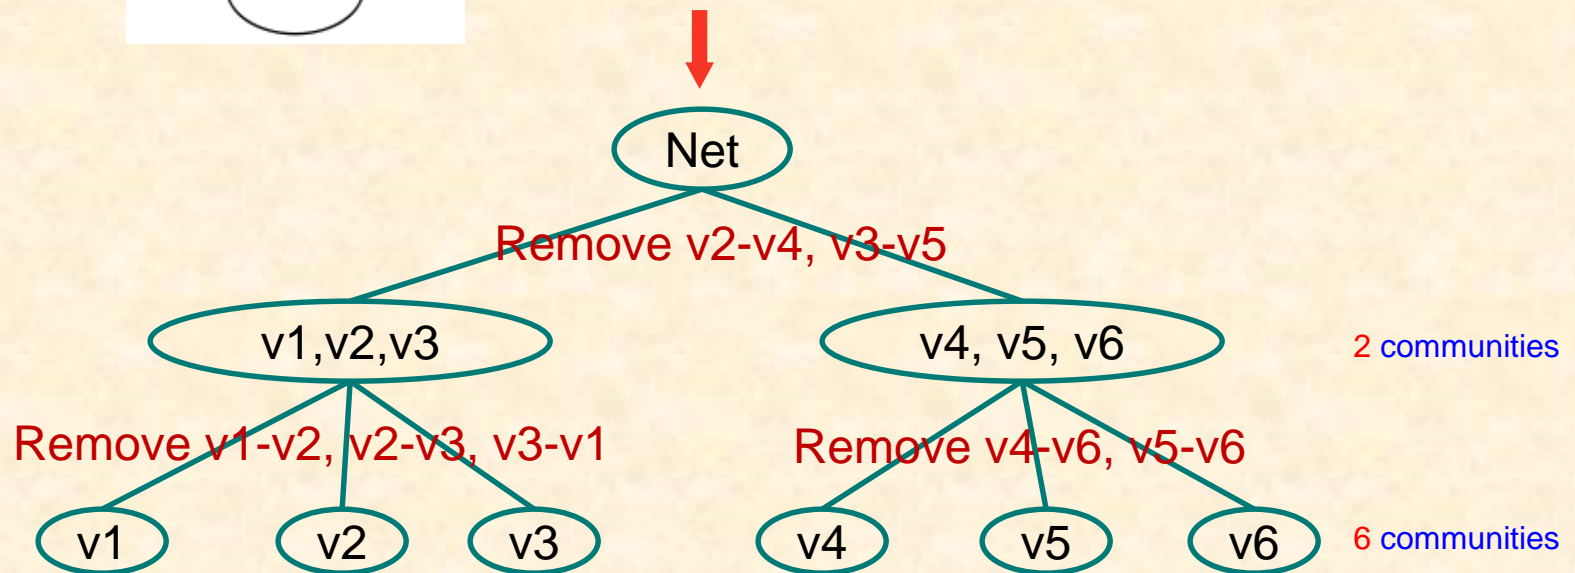 Net
Remove v2-v4, v3-v5
v1,v2,v3
v4, v5, v6
2 communities
Remove v1-v2, v2-v3, v3-v1
Remove v4-v6, v5-v6
v1
v2
v3
v4
v5
v6
6 communities